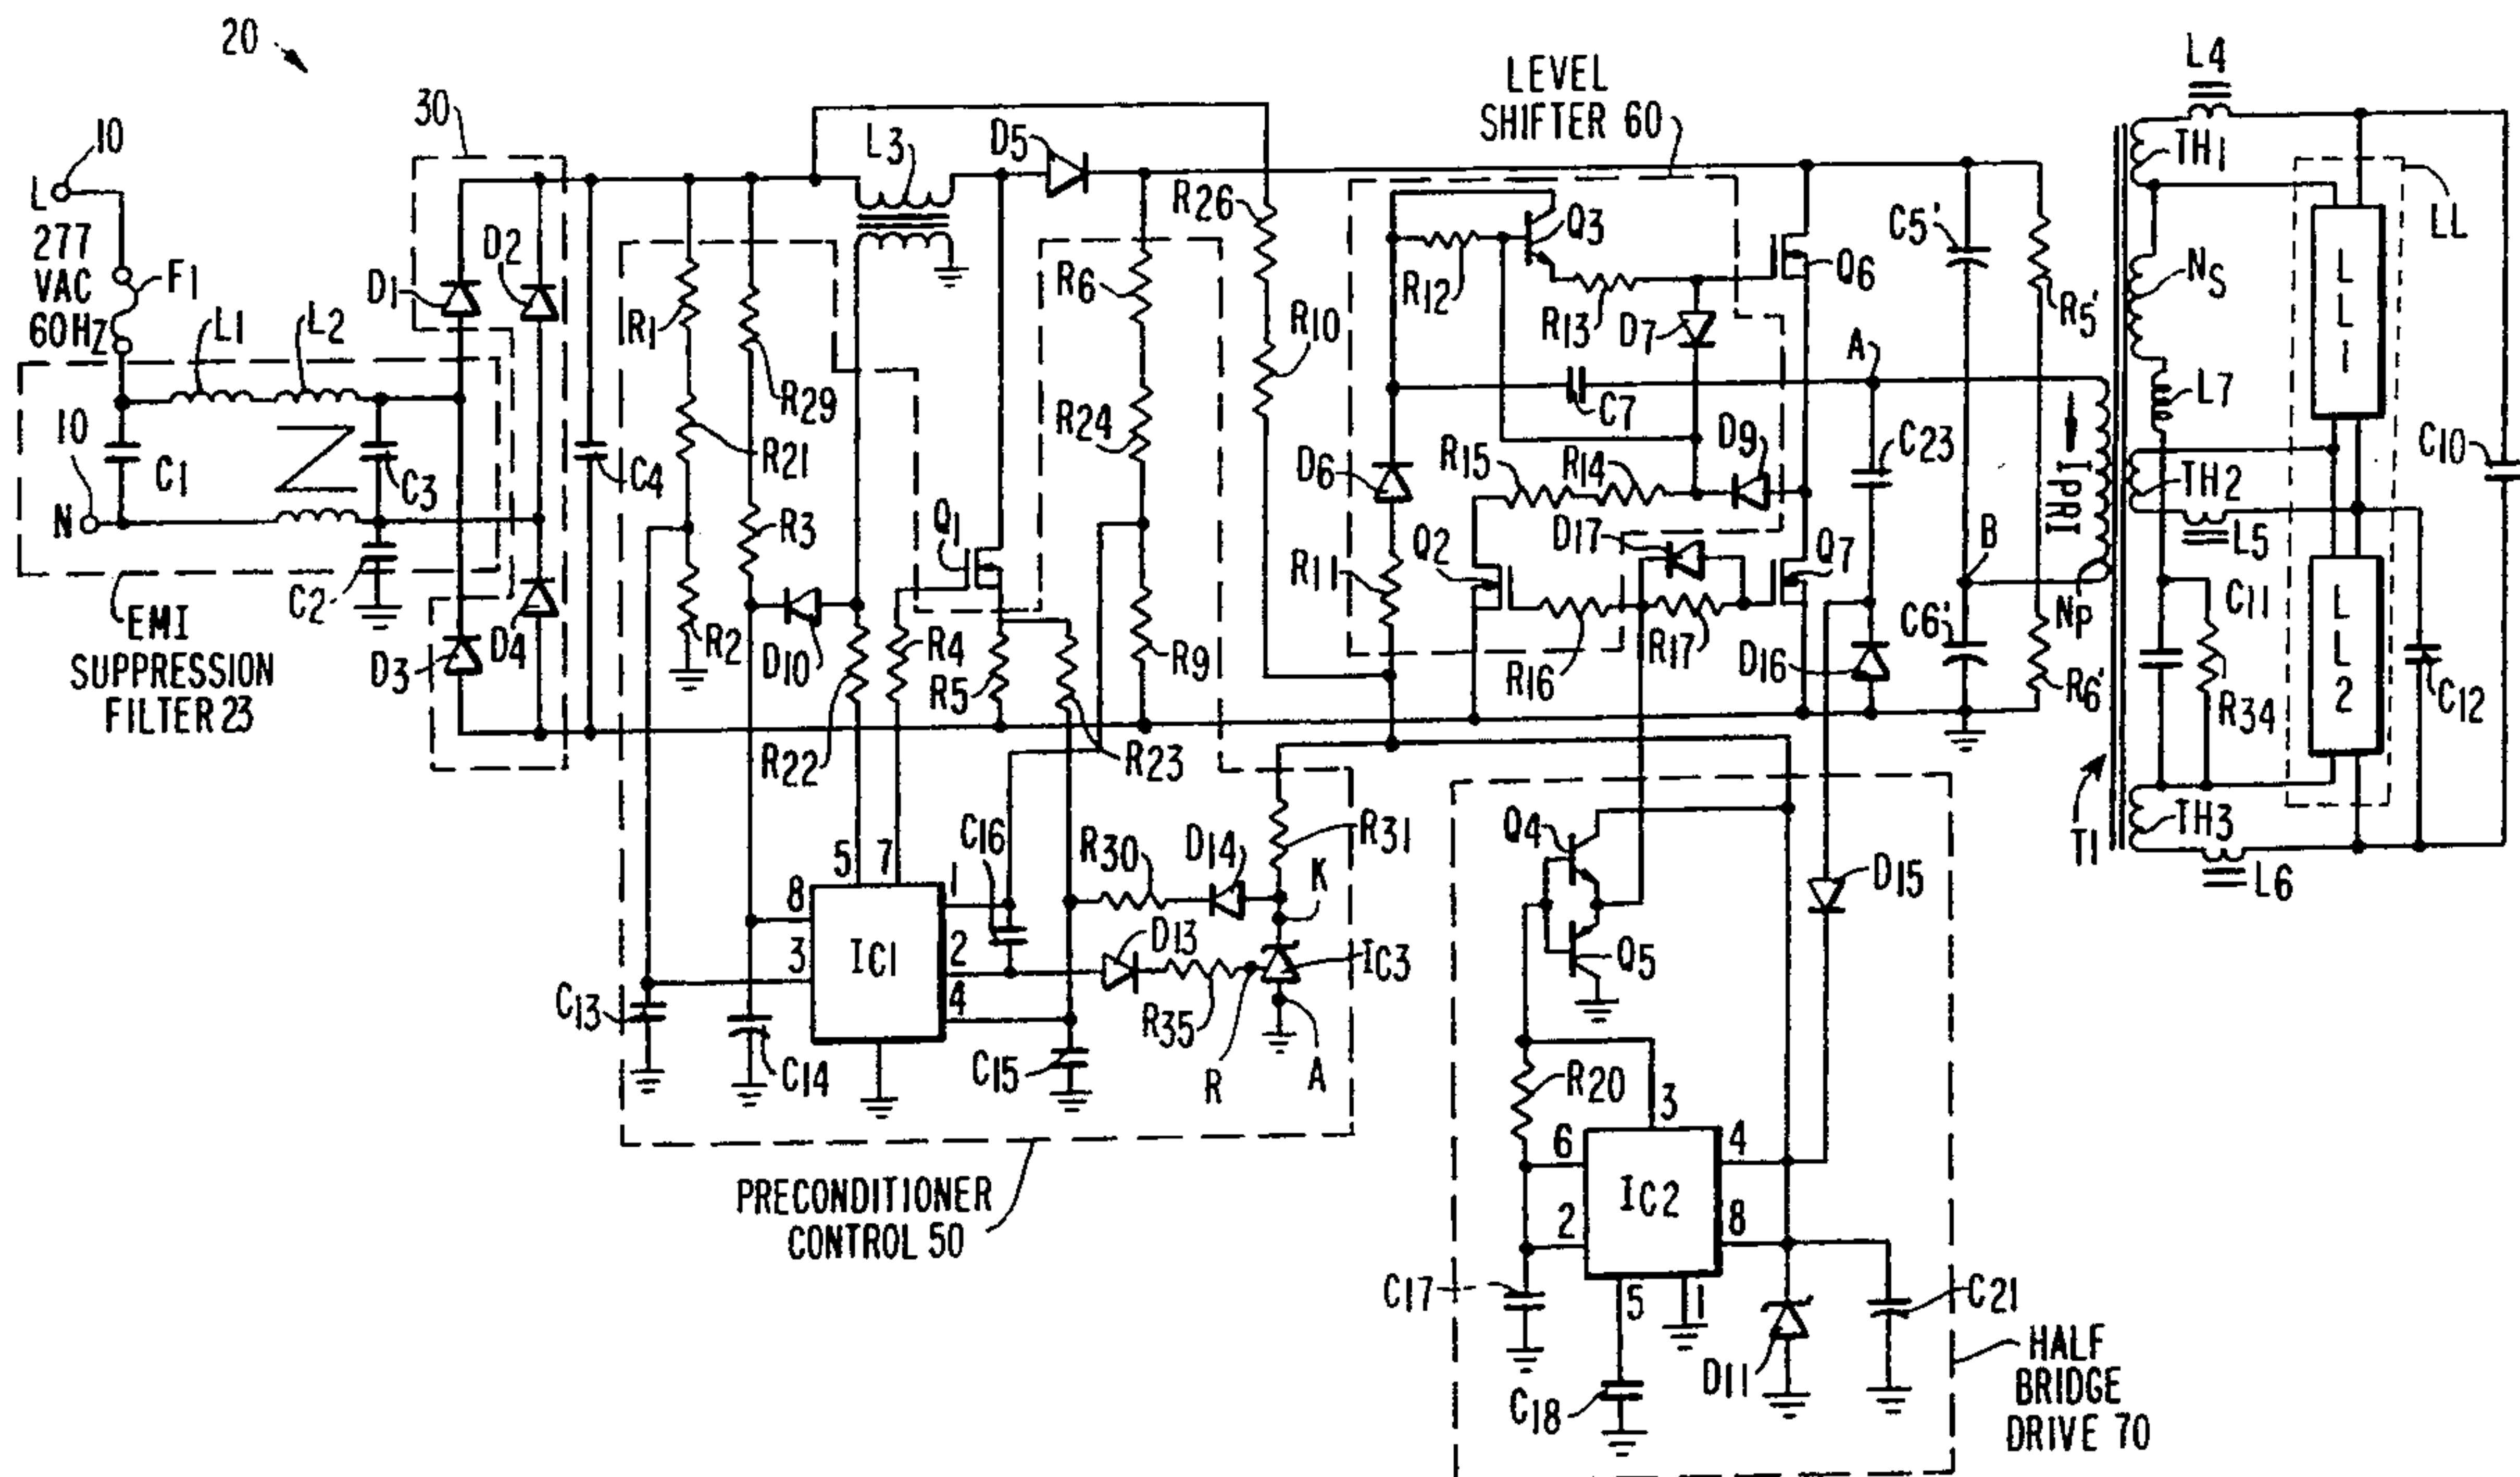 20
10
L
277
VAC
60HZ
F1
L1
L2
10
C1
C3
N
C2
EMI
SUPPRESSION
FILTER 23
30
D1
D2
D3
D4
C4
R1
R21
R2
R29
R3
D10
L3
D5
Q1
R22
R4
R5
R23
R6
R24
R9
R26
R10
5
7
8
3
1
2
4
IC1
C13
C14
C15
C16
R30
D14
D13
R35
R31
K
IC3
R
A
PRECONDITIONER
CONTROL 50
LEVEL
SHIFTER 60
Q3
R12
R13
D7
Q6
C7
D6
R11
R15
R14
D9
D17
Q2
R16
R17
Q7
A
C23
D16
B
C5'
C6'
R5'
R6'
IPRI
NP
T1
L4
TH1
NS
L7
TH2
L5
C11
R34
TH3
L6
LL
L
L
1
L
L
2
C10
C12
Q4
Q5
D15
R20
3
6
4
2
8
5
1
IC2
C17
C18
D11
C21
HALF
BRIDGE
DRIVE 70